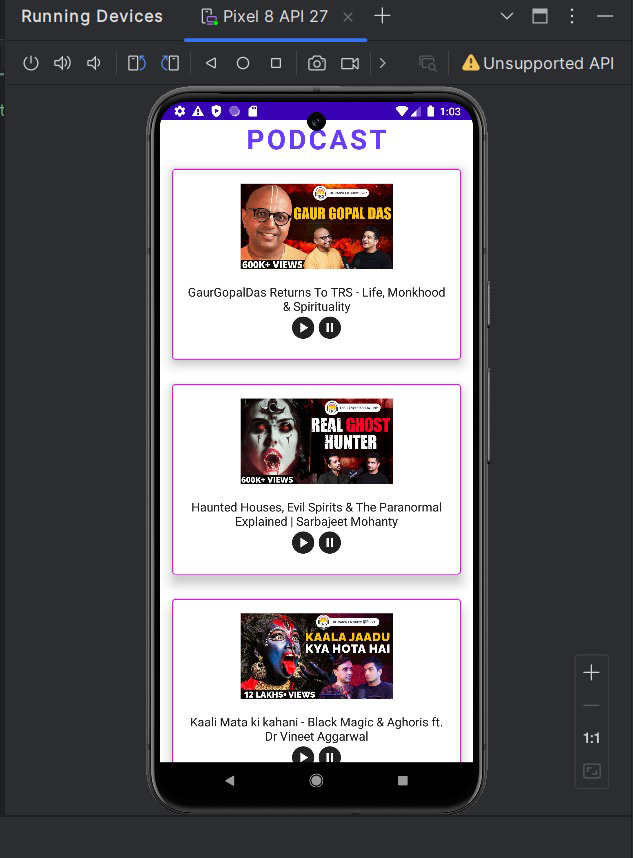 Running Devices
Pixel 8 API 27
Unsupported API
1:03
PODCAST
GAUR GOPAL DAS
600K+ VIEWS
GaurGopalDas Returns To TRS - Life, Monkhood
& Spirituality
REAL GHOST
HUNTER
600K+ VIEWS
Haunted Houses, Evil Spirits & The Paranormal
Explained | Sarbajeet Mohanty
KAALA JAADU
KYA HOTA HAI
12 LAKHS+ VIEWS
Kaali Mata ki kahani - Black Magic & Aghoris ft.
Dr Vineet Aggarwal
1:1